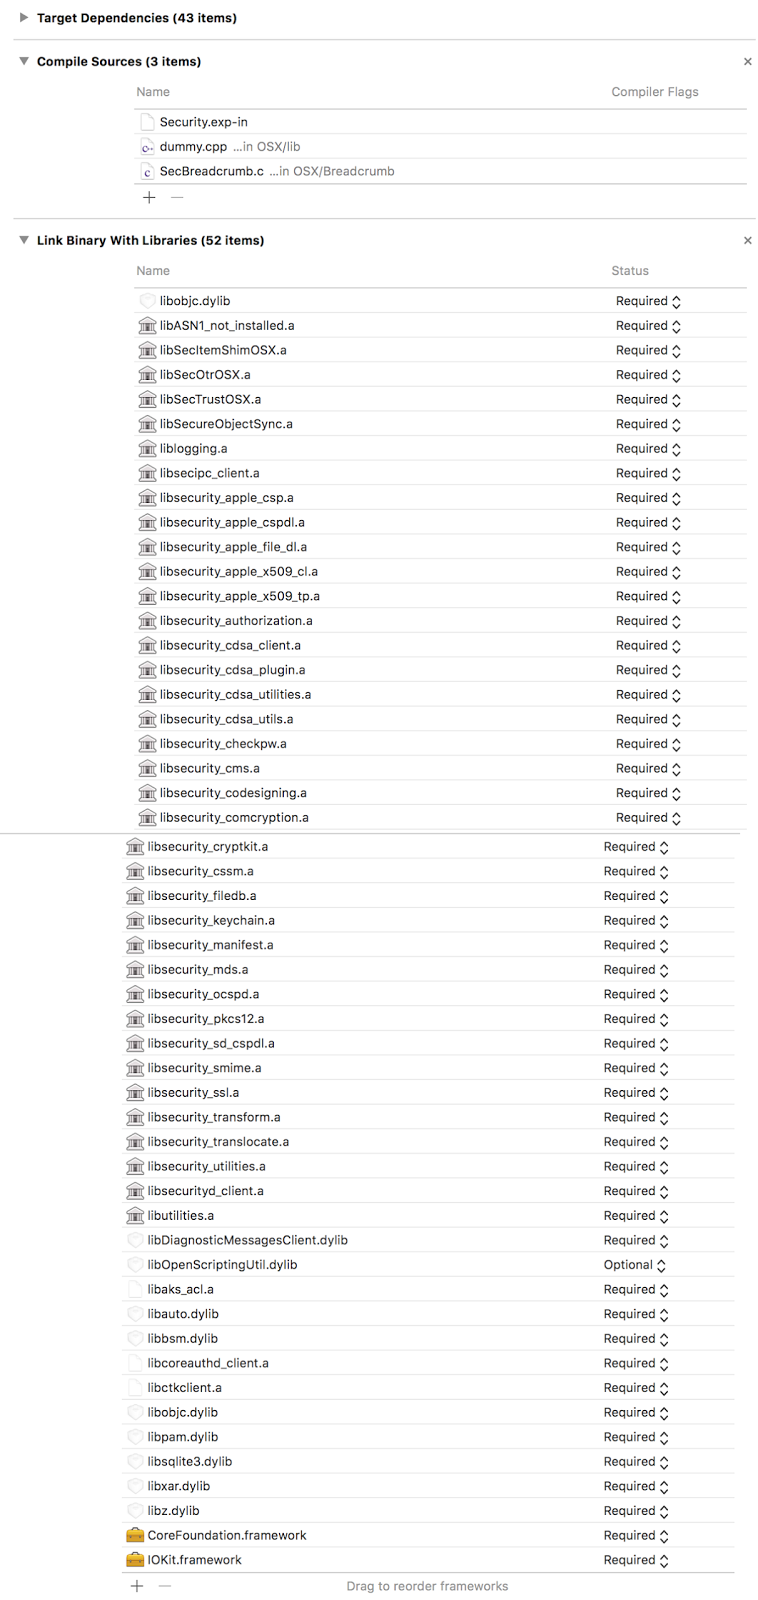 Target Dependencies (43 items)
Compile Sources (3 items)
Name Compiler Flags
Security.exp-in
dummy.cpp ...in OSX/lib
SecBreadcrumb.c ...in OSX/Breadcrumb
Link Binary With Libraries (52 items)
Name Status
libobjc.dylib Required
libASN1_not_installed.a Required
libSecItemShimOSX.a Required
libSecOtrOSX.a Required
libSecTrustOSX.a Required
libSecureObjectSync.a Required
liblogging.a Required
libsecipc_client.a Required
libsecurity_apple_csp.a Required
libsecurity_apple_cspdl.a Required
libsecurity_apple_file_dl.a Required
libsecurity_apple_x509_cl.a Required
libsecurity_apple_x509_tp.a Required
libsecurity_authorization.a Required
libsecurity_cdsa_client.a Required
libsecurity_cdsa_plugin.a Required
libsecurity_cdsa_utilities.a Required
libsecurity_cdsa_utils.a Required
libsecurity_checkpw.a Required
libsecurity_cms.a Required
libsecurity_codesigning.a Required
libsecurity_comcryption.a Required
libsecurity_cryptkit.a Required
libsecurity_cssm.a Required
libsecurity_filedb.a Required
libsecurity_keychain.a Required
libsecurity_manifest.a Required
libsecurity_mds.a Required
libsecurity_ocspd.a Required
libsecurity_pkcs12.a Required
libsecurity_sd_cspdl.a Required
libsecurity_smime.a Required
libsecurity_ssl.a Required
libsecurity_transform.a Required
libsecurity_translocate.a Required
libsecurity_utilities.a Required
libsecurityd_client.a Required
libutilities.a Required
libDiagnosticMessagesClient.dylib Required
libOpenScriptingUtil.dylib Optional
libaks_acl.a Required
libauto.dylib Required
libbsm.dylib Required
libcoreauthd_client.a Required
libctkclient.a Required
libobjc.dylib Required
libpam.dylib Required
libsqlite3.dylib Required
libxar.dylib Required
libz.dylib Required
CoreFoundation.framework Required
IOKit.framework Required
Drag to reorder frameworks